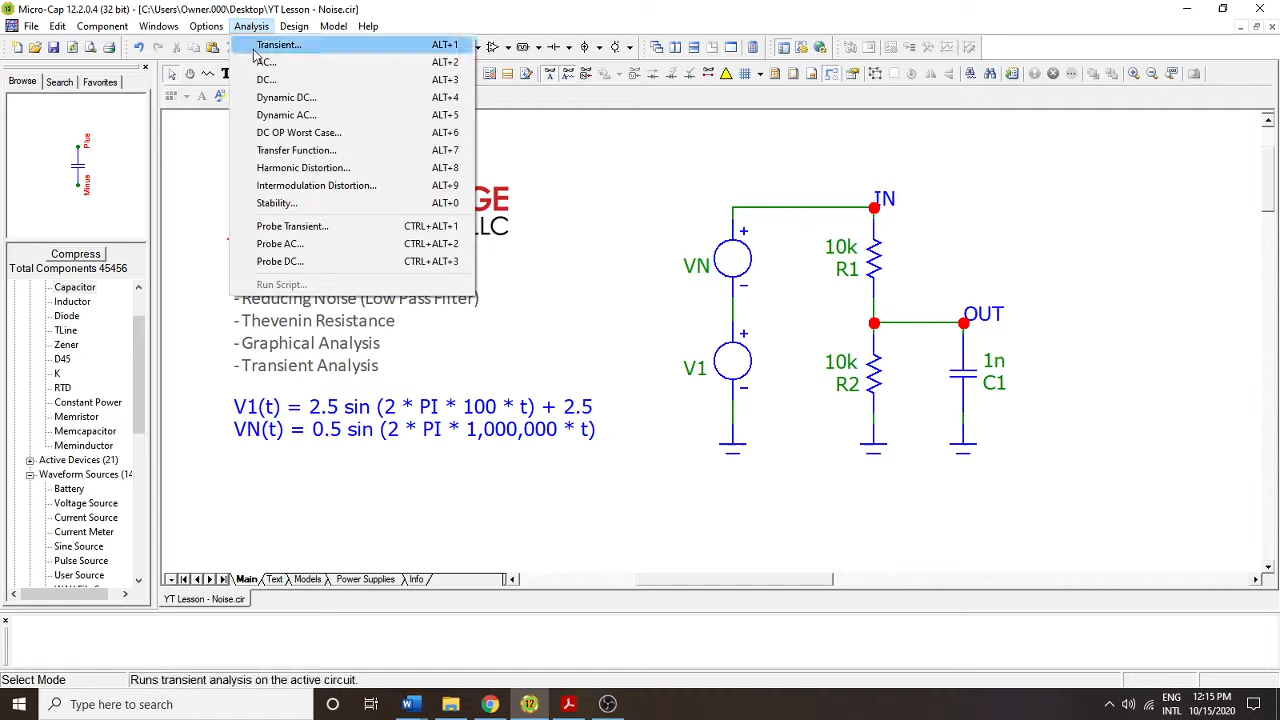 Micro-Cap 12.2.0.4 (32 bit) - [C:\Users\Owner.000\Desktop\YT Lesson - Noise.cir]
File Edit Component Windows Options Analysis Design Model Help
Transient... ALT+1
AC... ALT+2
DC... ALT+3
Dynamic DC... ALT+4
Dynamic AC... ALT+5
DC OP Worst Case... ALT+6
Transfer Function... ALT+7
Harmonic Distortion... ALT+8
Intermodulation Distortion... ALT+9
Stability... ALT+0
Probe Transient... CTRL+ALT+1
Probe AC... CTRL+ALT+2
Probe DC... CTRL+ALT+3
Run Script...
Browse Search Favorites
Plus
Minus
Compress
Total Components 45456
Capacitor
Inductor
Diode
TLine
Zener
D45
K
RTD
Constant Power
Memristor
Memcapacitor
Meminductor
Active Devices (21)
Waveform Sources (14
Battery
Voltage Source
Current Source
Current Meter
Sine Source
Pulse Source
User Source
GE
LLC
- Reducing Noise (Low Pass Filter)
- Thevenin Resistance
- Graphical Analysis
- Transient Analysis
V1(t) = 2.5 sin (2 * PI * 100 * t) + 2.5
VN(t) = 0.5 sin (2 * PI * 1,000,000 * t)
IN
VN
+
-
10k
R1
OUT
V1
+
-
10k
R2
1n
C1
Main Text Models Power Supplies Info
YT Lesson - Noise.cir
Select Mode Runs transient analysis on the active circuit.
Type here to search
ENG
INTL
12:15 PM
10/15/2020